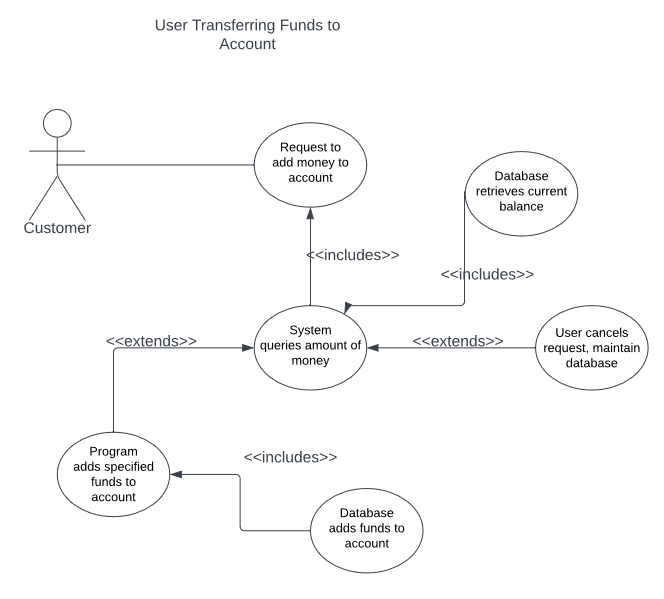 User Transferring Funds to
Account
Request to
add money to
account
Database
retrieves current
balance
Customer
<<includes>>
<<includes>>
System
queries amount of
money
<<extends>>
<<extends>>
User cancels
request, maintain
database
Program
adds specified
funds to
account
<<includes>>
Database
adds funds to
account